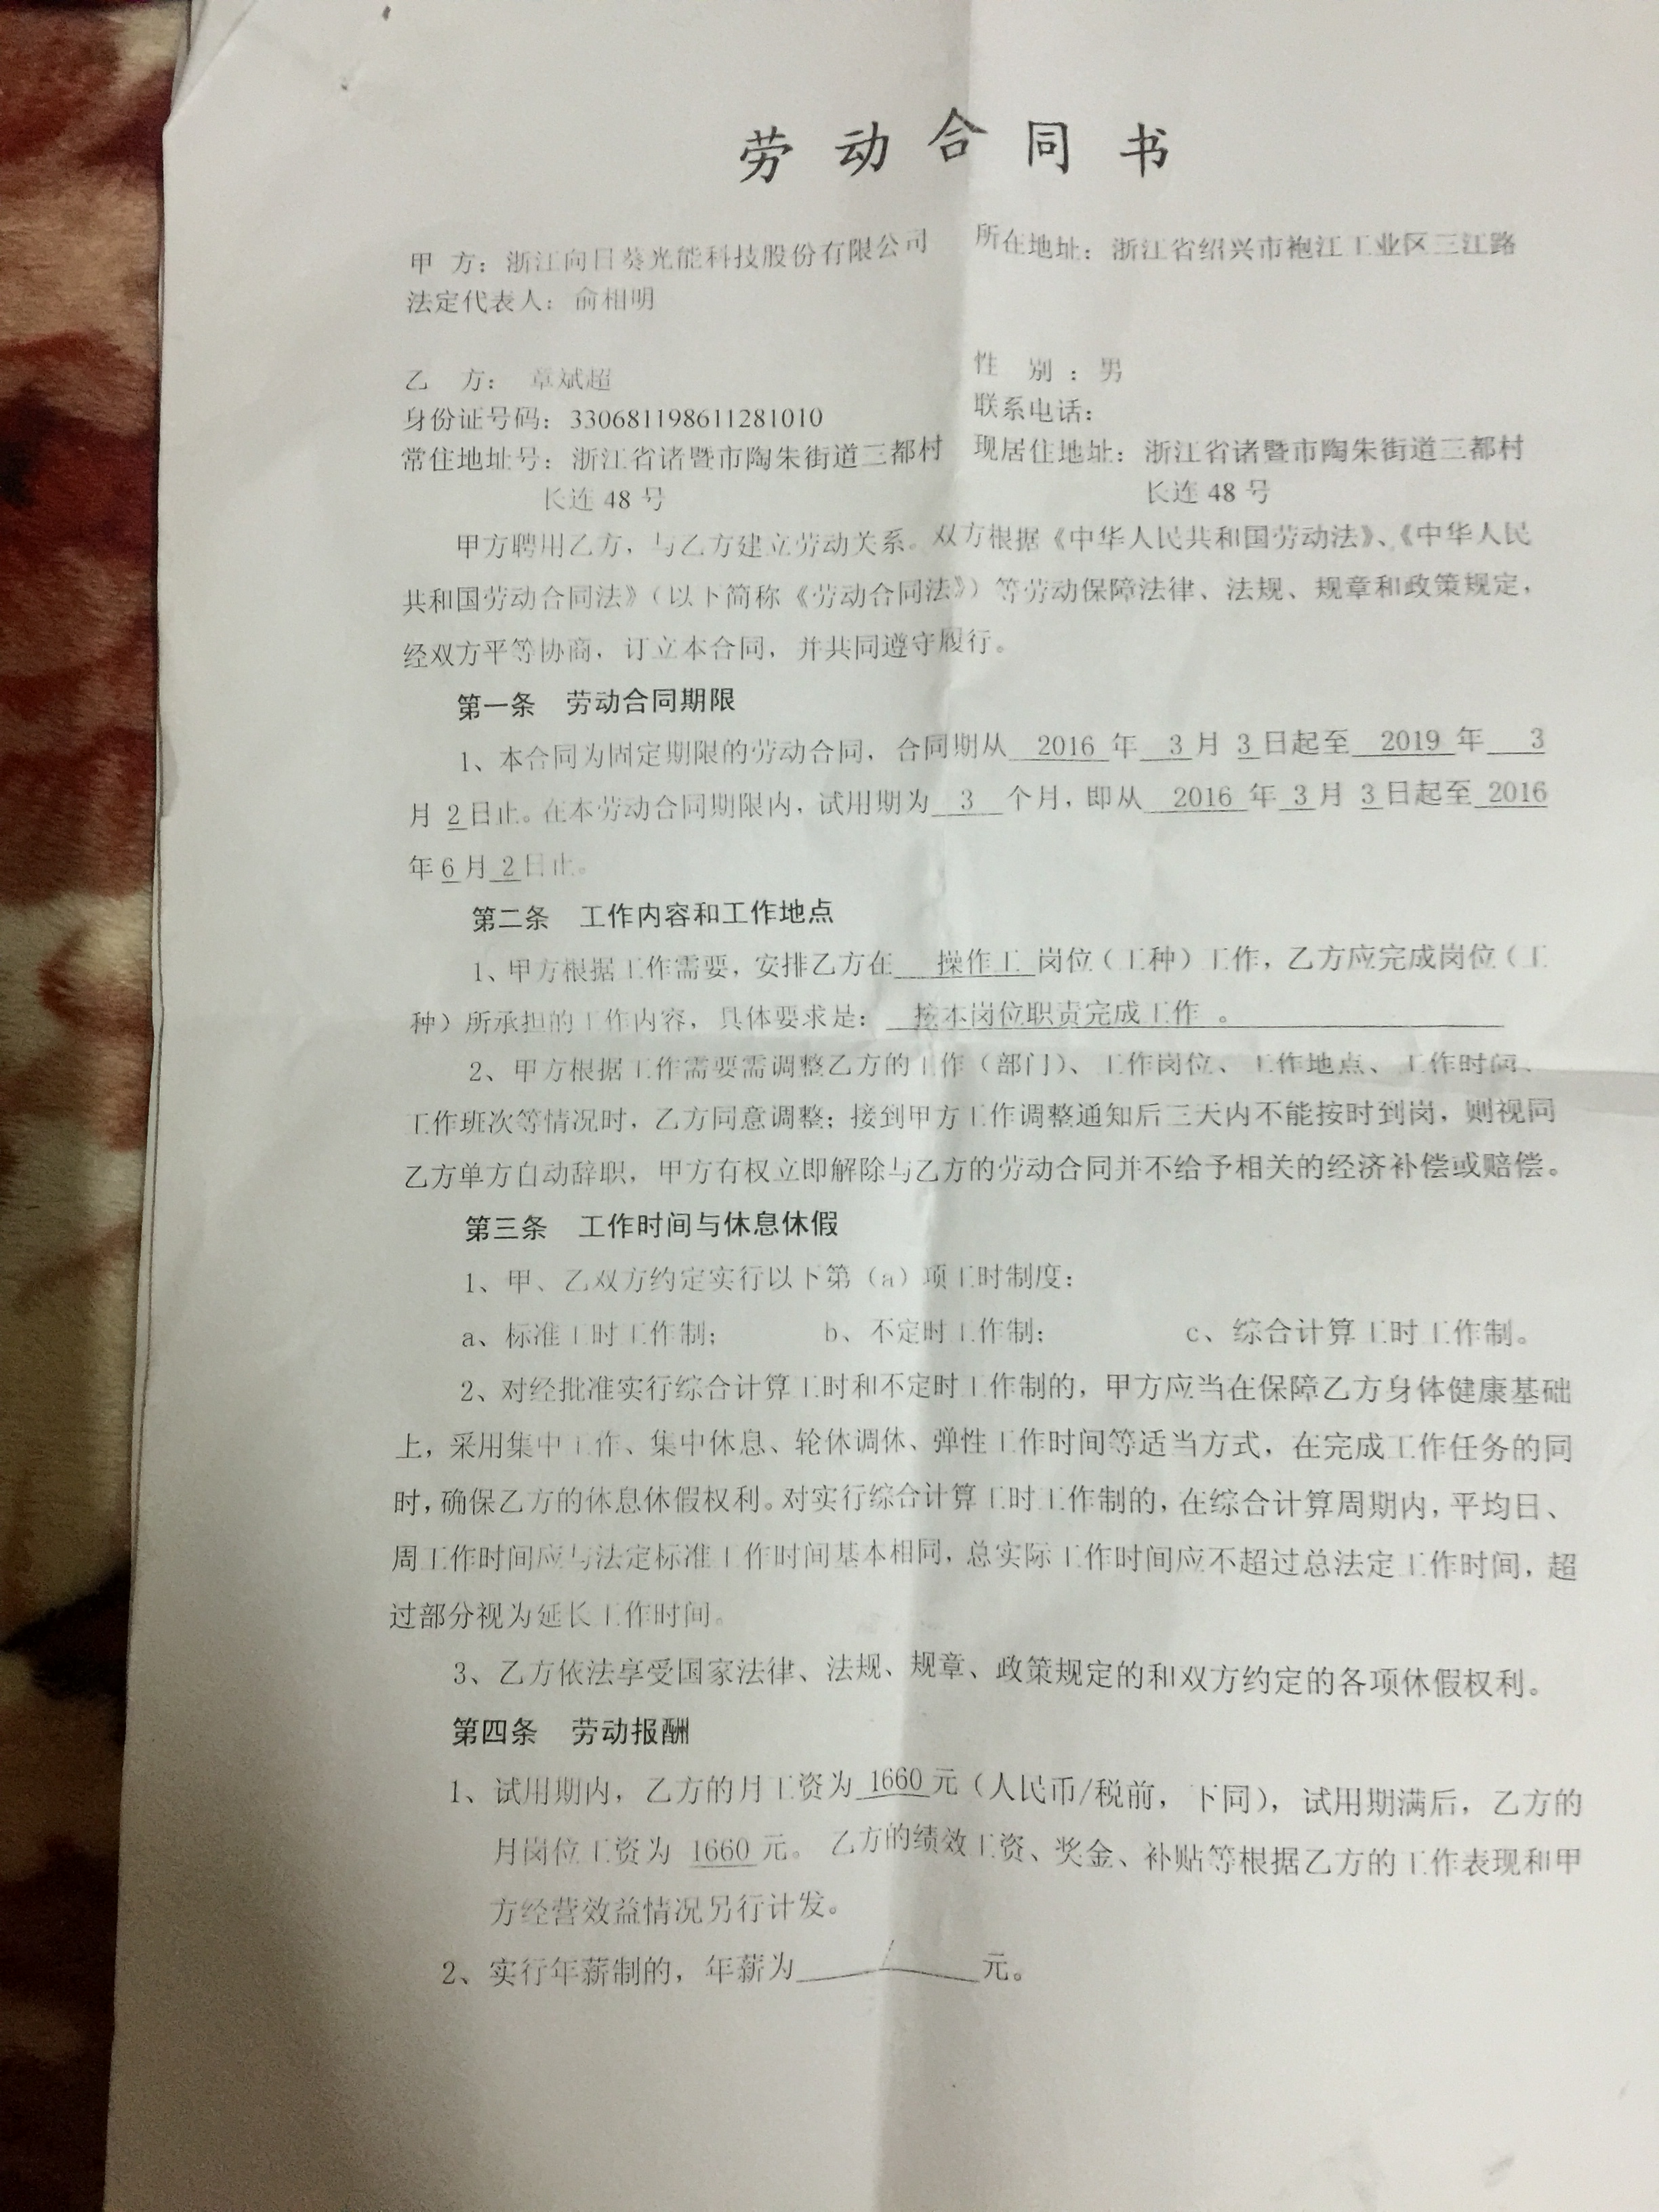 劳动合同书
甲 方：浙江向日葵光能科技股份有限公司 所在地址：浙江省绍兴市袍江工业区三江路
法定代表人：俞相明
乙 方： 章斌超 性 别：男
身份证号码：330681198611281010 联系电话：
常住地址号：浙江省诸暨市陶朱街道三都村 现居住地址：浙江省诸暨市陶朱街道三都村
长连 48 号 长连 48 号
甲方聘用乙方，与乙方建立劳动关系。双方根据《中华人民共和国劳动法》、《中华人民
共和国劳动合同法》（以下简称《劳动合同法》）等劳动保障法律、法规、规章和政策规定，
经双方平等协商，订立本合同，并共同遵守履行。
第一条 劳动合同期限
1、本合同为固定期限的劳动合同，合同期从 2016 年 3 月 3 日起至 2019 年 3
月 2 日止。在本劳动合同期限内，试用期为 3 个月，即从 2016 年 3 月 3 日起至 2016
年 6 月 2 日止。
第二条 工作内容和工作地点
1、甲方根据工作需要，安排乙方在 操作工 岗位（工种）工作，乙方应完成岗位（工
种）所承担的工作内容，具体要求是： 按本岗位职责完成工作 。
2、甲方根据工作需要需调整乙方的工作（部门）、工作岗位、工作地点、工作时间、
工作班次等情况时，乙方同意调整；接到甲方工作调整通知后三天内不能按时到岗，则视同
乙方单方自动辞职，甲方有权立即解除与乙方的劳动合同并不给予相关的经济补偿或赔偿。
第三条 工作时间与休息休假
1、甲、乙双方约定实行以下第（a）项工时制度：
a、标准工时工作制； b、不定时工作制； c、综合计算工时工作制。
2、对经批准实行综合计算工时和不定时工作制的，甲方应当在保障乙方身体健康基础
上，采用集中工作、集中休息、轮休调休、弹性工作时间等适当方式，在完成工作任务的同
时，确保乙方的休息休假权利。对实行综合计算工时工作制的，在综合计算周期内，平均日、
周工作时间应与法定标准工作时间基本相同，总实际工作时间应不超过总法定工作时间，超
过部分视为延长工作时间。
3、乙方依法享受国家法律、法规、规章、政策规定的和双方约定的各项休假权利。
第四条 劳动报酬
1、试用期内，乙方的月工资为 1660 元（人民币/税前，下同），试用期满后，乙方的
月岗位工资为 1660 元。 乙方的绩效工资、奖金、补贴等根据乙方的工作表现和甲
方经营效益情况另行计发。
2、实行年薪制的，年薪为 / 元。